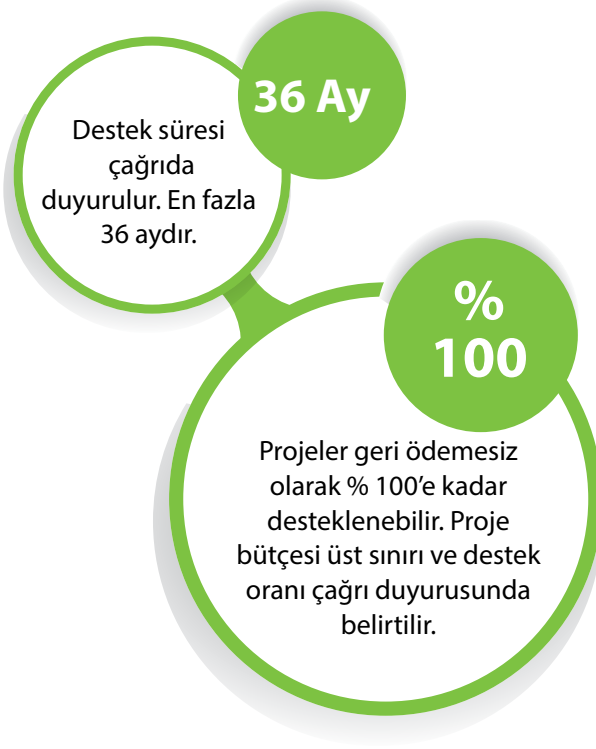 36 Ay
Destek süresi
çağrıda
duyurulur. En fazla
36 aydır.
%
100
Projeler geri ödemesiz
olarak % 100’e kadar
desteklenebilir. Proje
bütçesi üst sınırı ve destek
oranı çağrı duyurusunda
belirtilir.